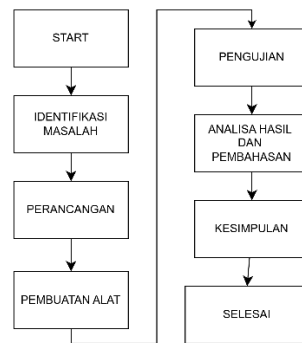 START
IDENTIFIKASI
MASALAH
PERANCANGAN
PEMBUATAN ALAT
PENGUJIAN
ANALISA HASIL
DAN
PEMBAHASAN
KESIMPULAN
SELESAI